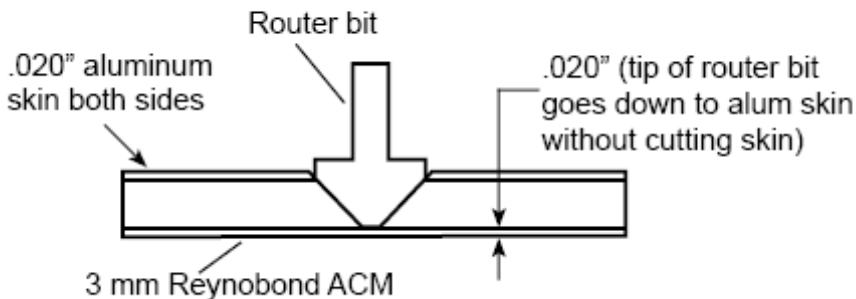 Router bit
.020” aluminum
skin both sides
.020” (tip of router bit
goes down to alum skin
without cutting skin)
3 mm Reynobond ACM